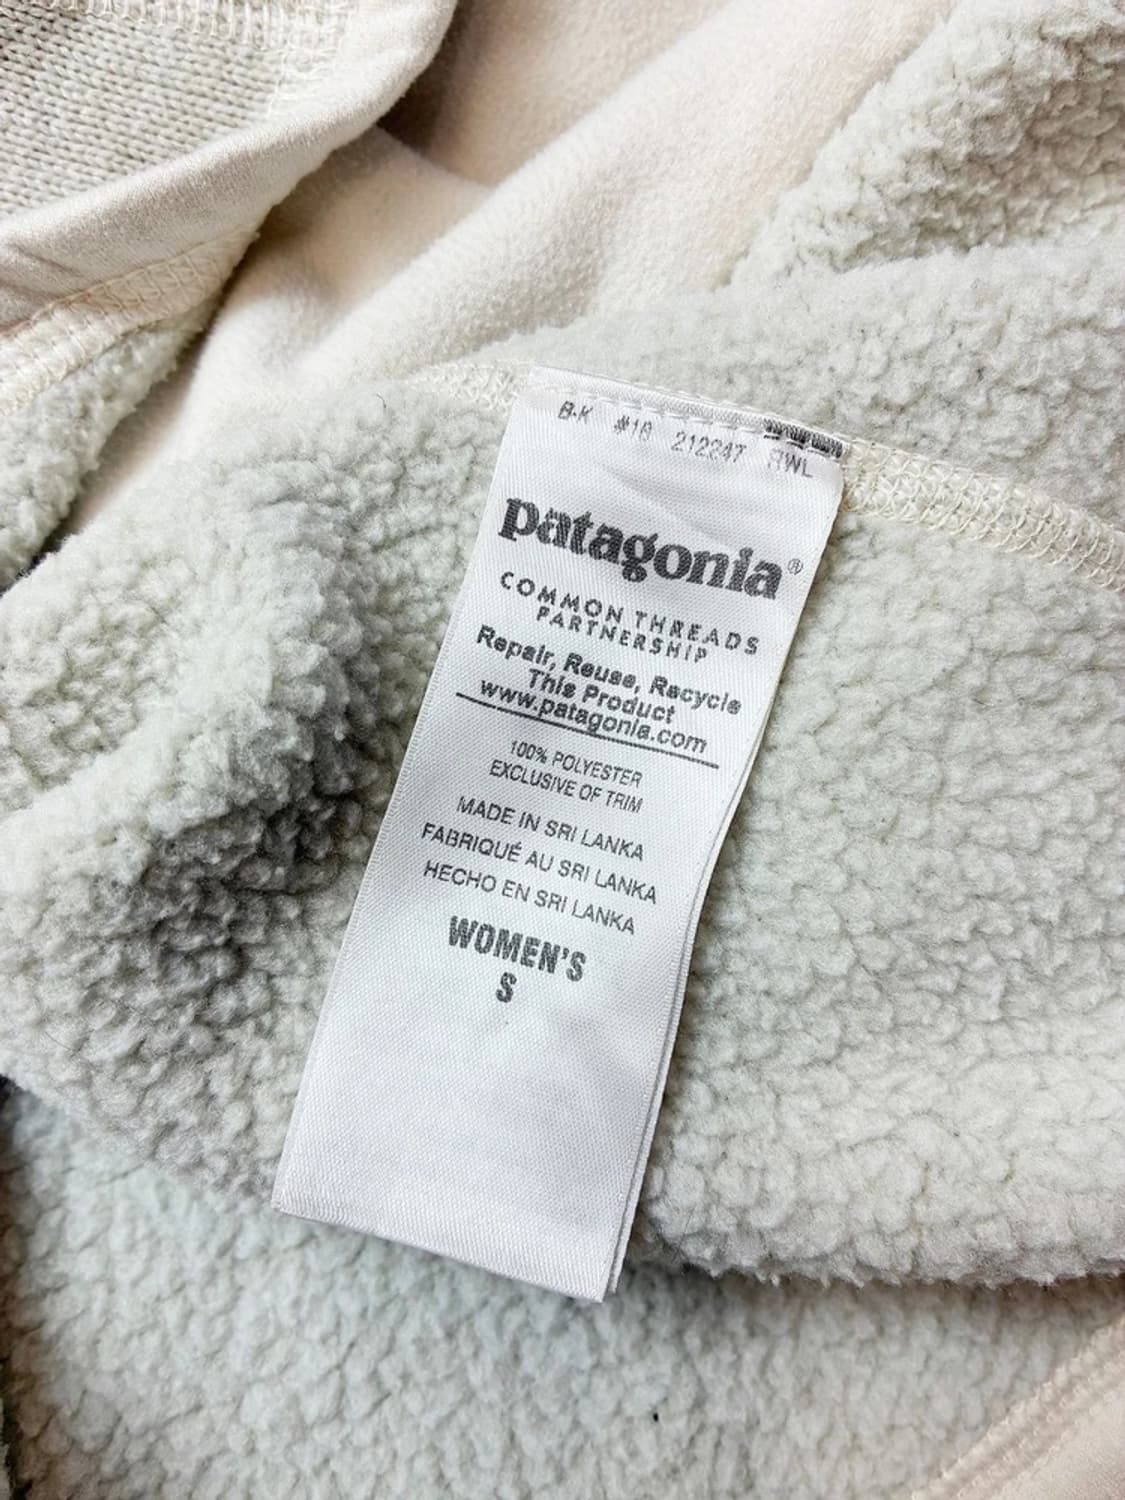 B-K #18 212247 RWL
patagonia®
COMMON THREADS
PARTNERSHIP
Repair, Reuse, Recycle
This Product
www.patagonia.com
100% POLYESTER
EXCLUSIVE OF TRIM
MADE IN SRI LANKA
FABRIQUÉ AU SRI LANKA
HECHO EN SRI LANKA
WOMEN'S
S